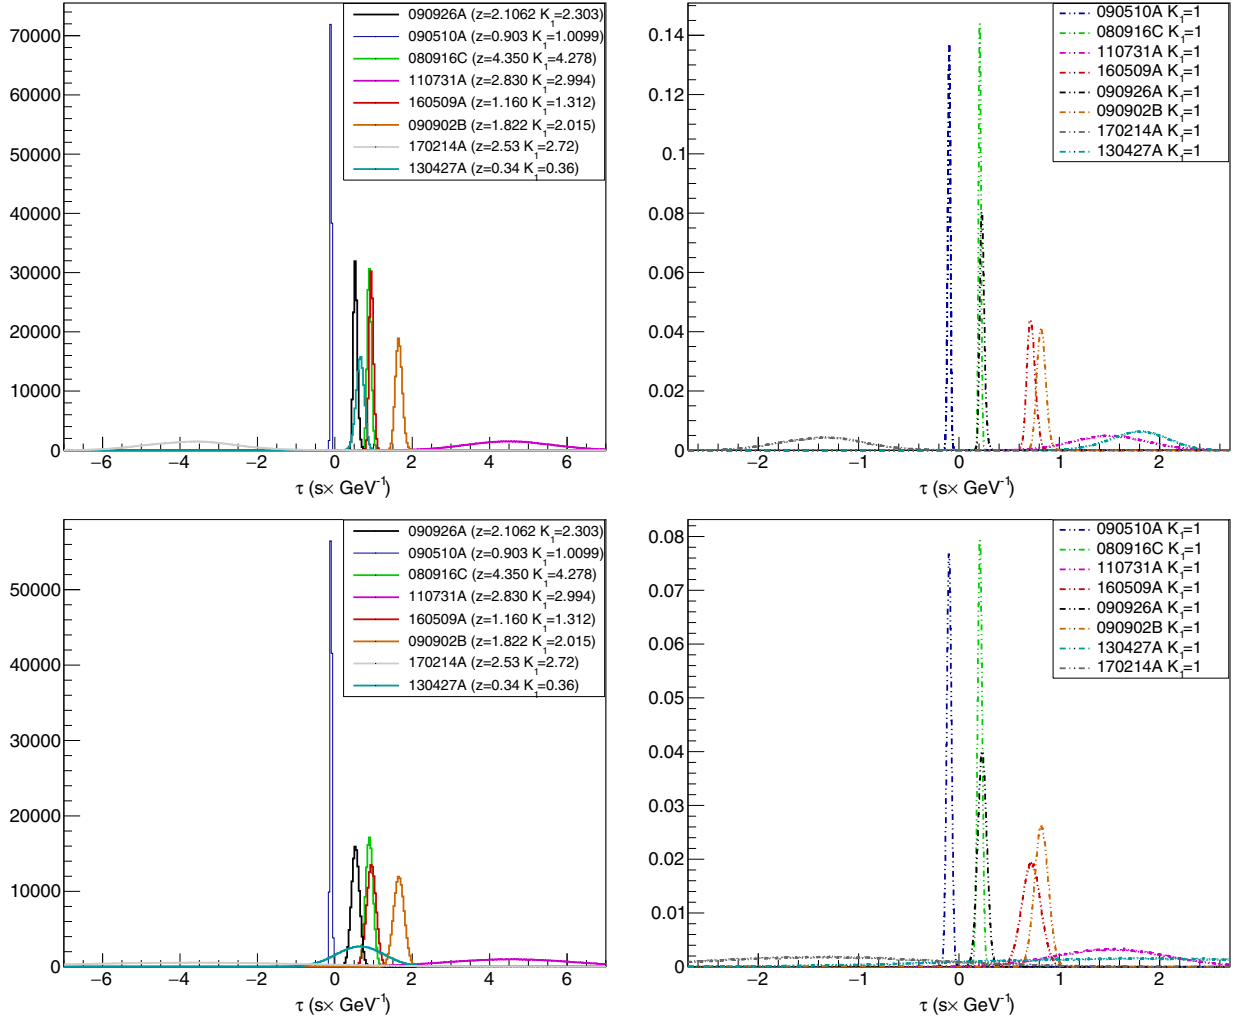 70000
60000
50000
40000
30000
20000
10000
0
−6 −4 −2 0 2 4 6
τ (s× GeV⁻¹)
090926A (z=2.1062 K₁=2.303)
090510A (z=0.903 K₁=1.0099)
080916C (z=4.350 K₁=4.278)
110731A (z=2.830 K₁=2.994)
160509A (z=1.160 K₁=1.312)
090902B (z=1.822 K₁=2.015)
170214A (z=2.53 K₁=2.72)
130427A (z=0.34 K₁=0.36)
0.14
0.12
0.1
0.08
0.06
0.04
0.02
0
−2 −1 0 1 2
τ (s× GeV⁻¹)
090510A K₁=1
080916C K₁=1
110731A K₁=1
160509A K₁=1
090926A K₁=1
090902B K₁=1
170214A K₁=1
130427A K₁=1
50000
40000
30000
20000
10000
0
−6 −4 −2 0 2 4 6
τ (s× GeV⁻¹)
090926A (z=2.1062 K₁=2.303)
090510A (z=0.903 K₁=1.0099)
080916C (z=4.350 K₁=4.278)
110731A (z=2.830 K₁=2.994)
160509A (z=1.160 K₁=1.312)
090902B (z=1.822 K₁=2.015)
170214A (z=2.53 K₁=2.72)
130427A (z=0.34 K₁=0.36)
0.08
0.07
0.06
0.05
0.04
0.03
0.02
0.01
0
−2 −1 0 1 2
τ (s× GeV⁻¹)
090510A K₁=1
080916C K₁=1
110731A K₁=1
160509A K₁=1
090926A K₁=1
090902B K₁=1
130427A K₁=1
170214A K₁=1